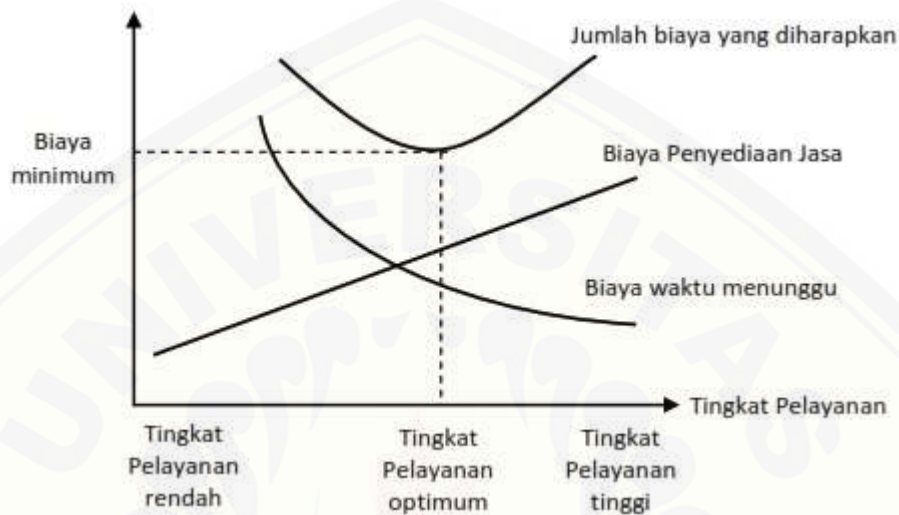 Jumlah biaya yang diharapkan
Biaya
minimum
Biaya Penyediaan Jasa
Biaya waktu menunggu
Tingkat Pelayanan
Tingkat
Pelayanan
rendah
Tingkat
Pelayanan
optimum
Tingkat
Pelayanan
tinggi
UNIVERSITAS